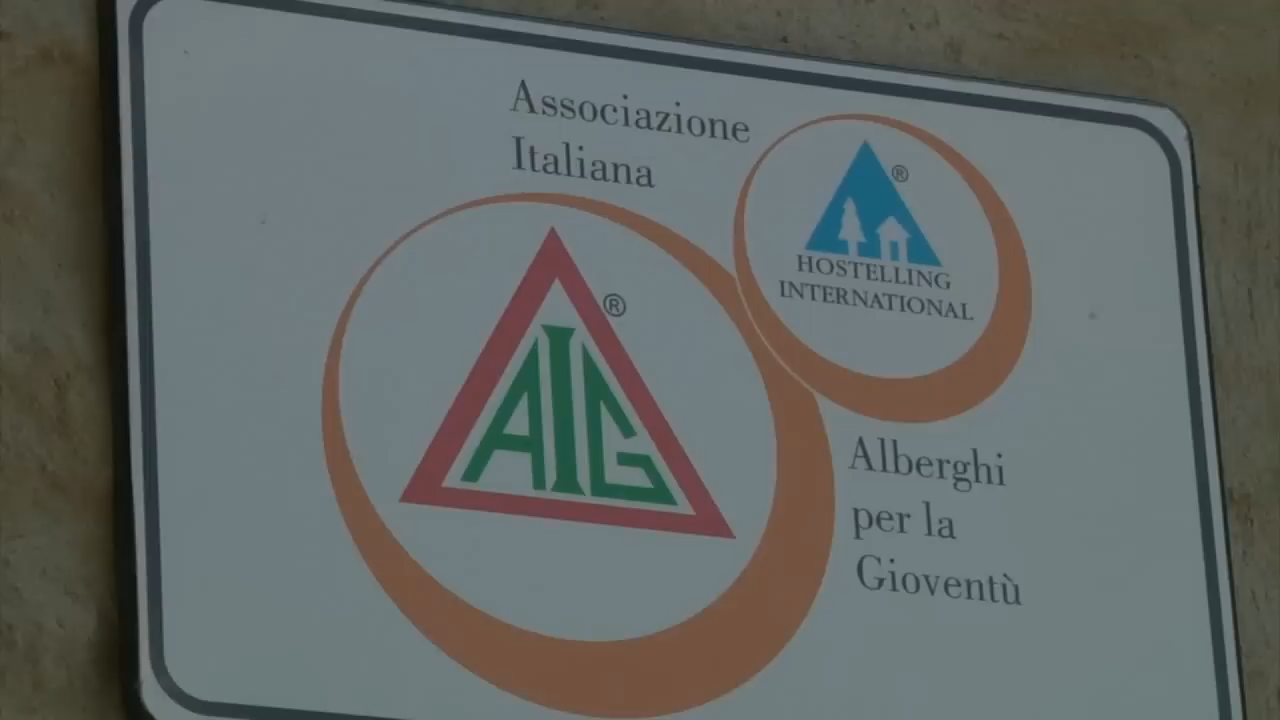 Associazione
Italiana
®
HOSTELLING
INTERNATIONAL
®
AIG
Alberghi
per la
Gioventù